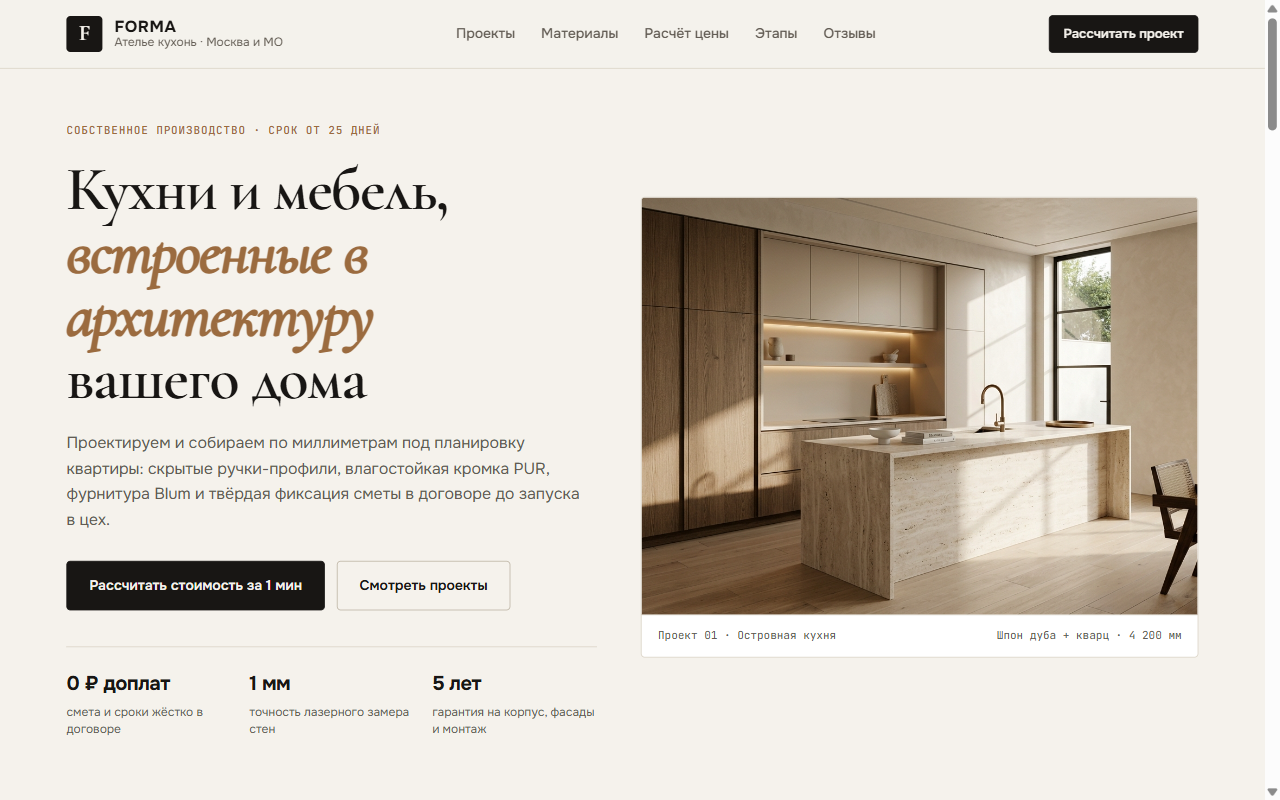 F
FORMA
Ателье кухонь · Москва и МО
Проекты
Материалы
Расчёт цены
Этапы
Отзывы
Рассчитать проект
СОБСТВЕННОЕ ПРОИЗВОДСТВО · СРОК ОТ 25 ДНЕЙ
Кухни и мебель,
встроенные в
архитектуру
вашего дома
Проектируем и собираем по миллиметрам под планировку
квартиры: скрытые ручки-профили, влагостойкая кромка PUR,
фурнитура Blum и твёрдая фиксация сметы в договоре до запуска
в цех.
Рассчитать стоимость за 1 мин
Смотреть проекты
0 ₽ доплат
смета и сроки жёстко в
договоре
1 мм
точность лазерного замера
стен
5 лет
гарантия на корпус, фасады
и монтаж
Проект 01 · Островная кухня
Шпон дуба + кварц · 4 200 мм